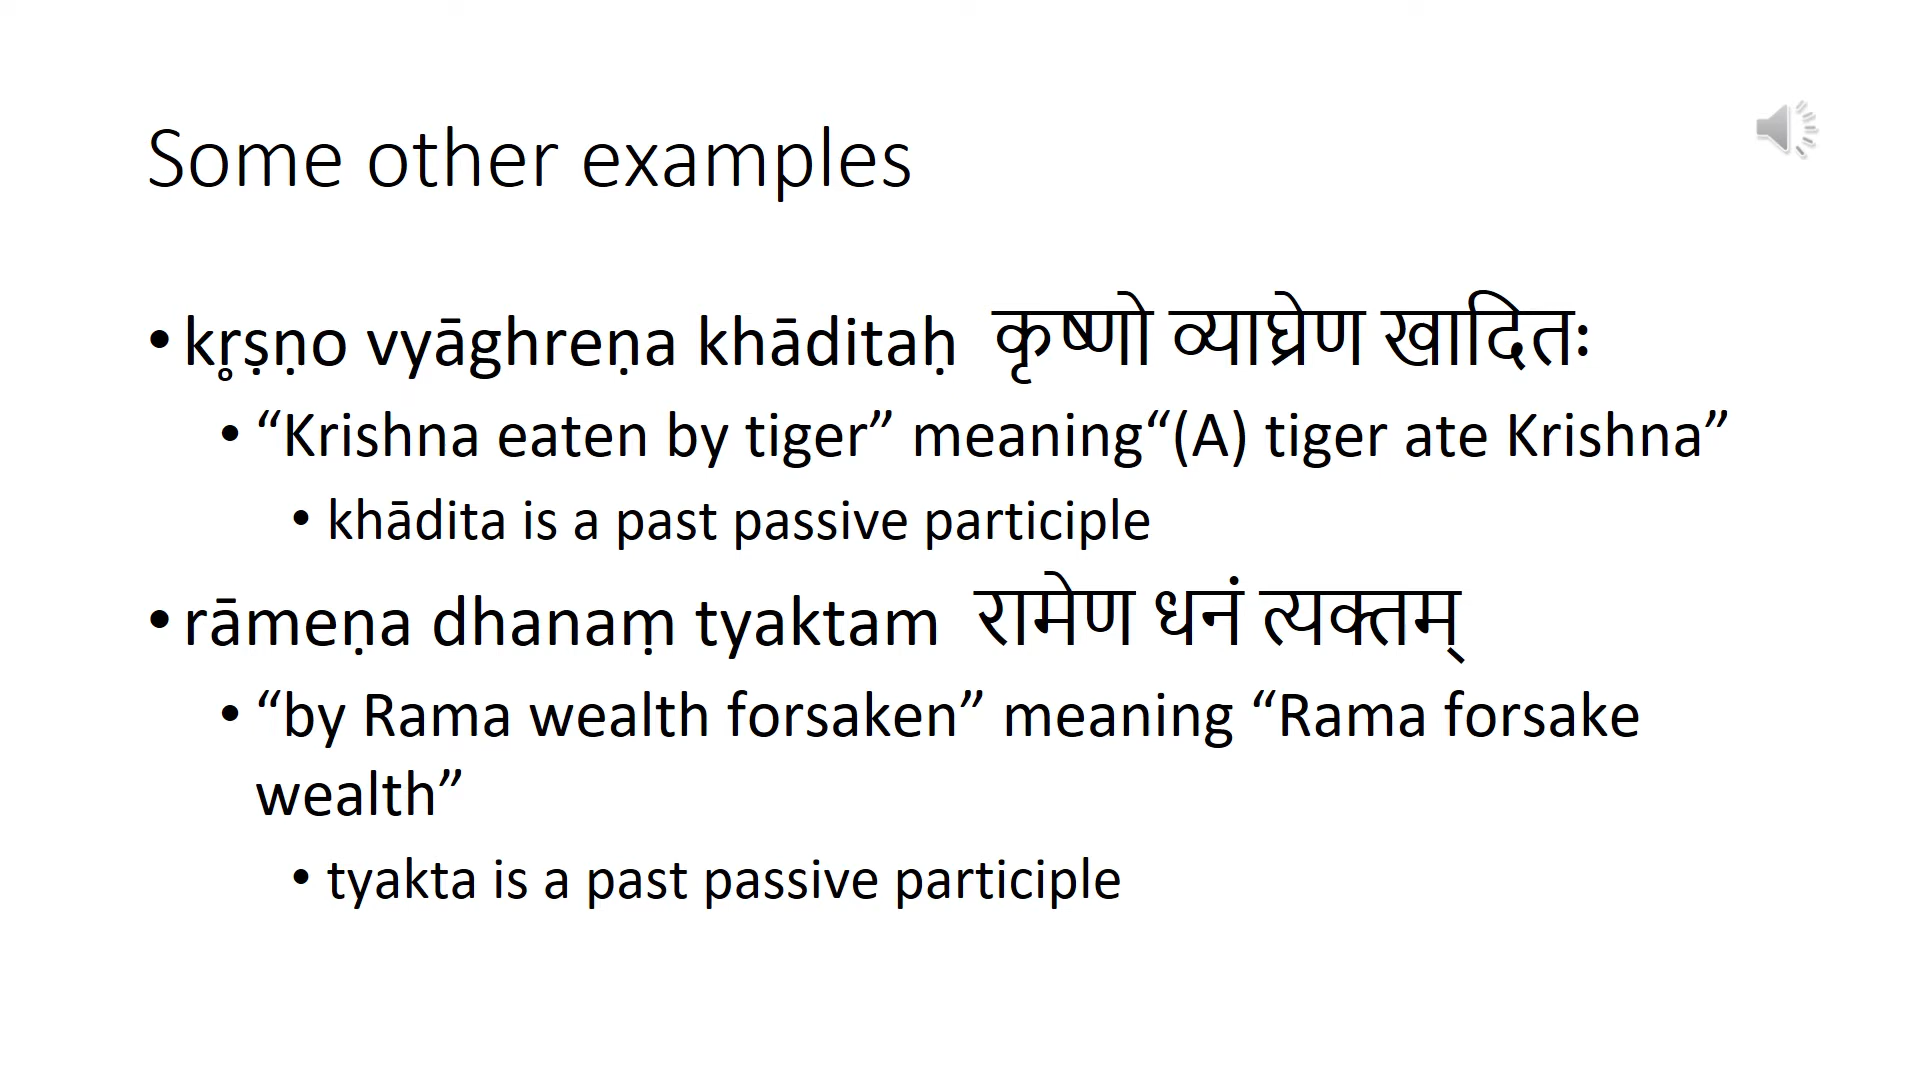 Some other examples
• kr̥ṣṇo vyāghreṇa khāditaḥ कृष्णो व्याघ्रेण खादितः
• “Krishna eaten by tiger” meaning“(A) tiger ate Krishna”
• khādita is a past passive participle
• rāmeṇa dhanaṃ tyaktam रामेण धनं त्यक्तम्
• “by Rama wealth forsaken” meaning “Rama forsake
wealth”
• tyakta is a past passive participle